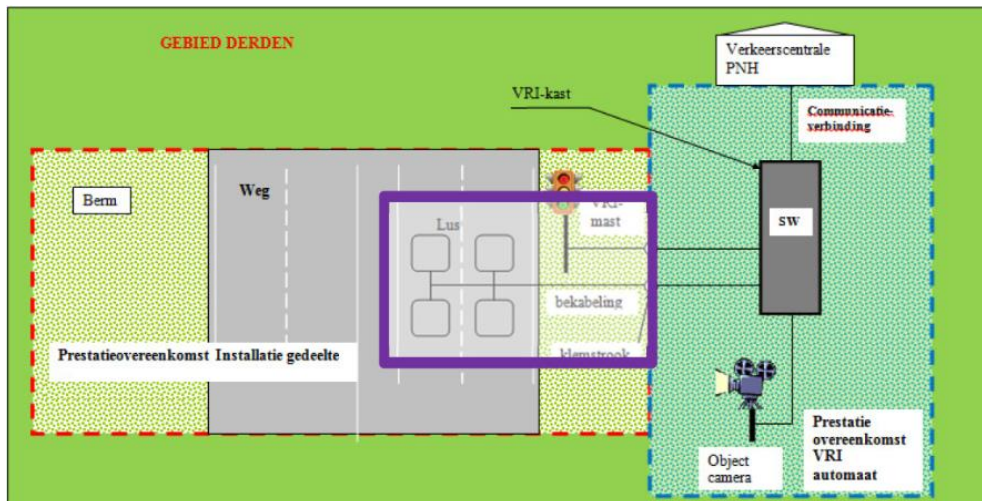 GEBIED DERDEN
Verkeerscentrale
PNH
VRI-kast
Communicatie-
verbinding
Berm
Weg
VRI-
mast
SW
Lus
bekabeling
klemstrook
Prestatieovereenkomst Installatie gedeelte
Object
camera
Prestatie
overeenkomst
VRI
automaat